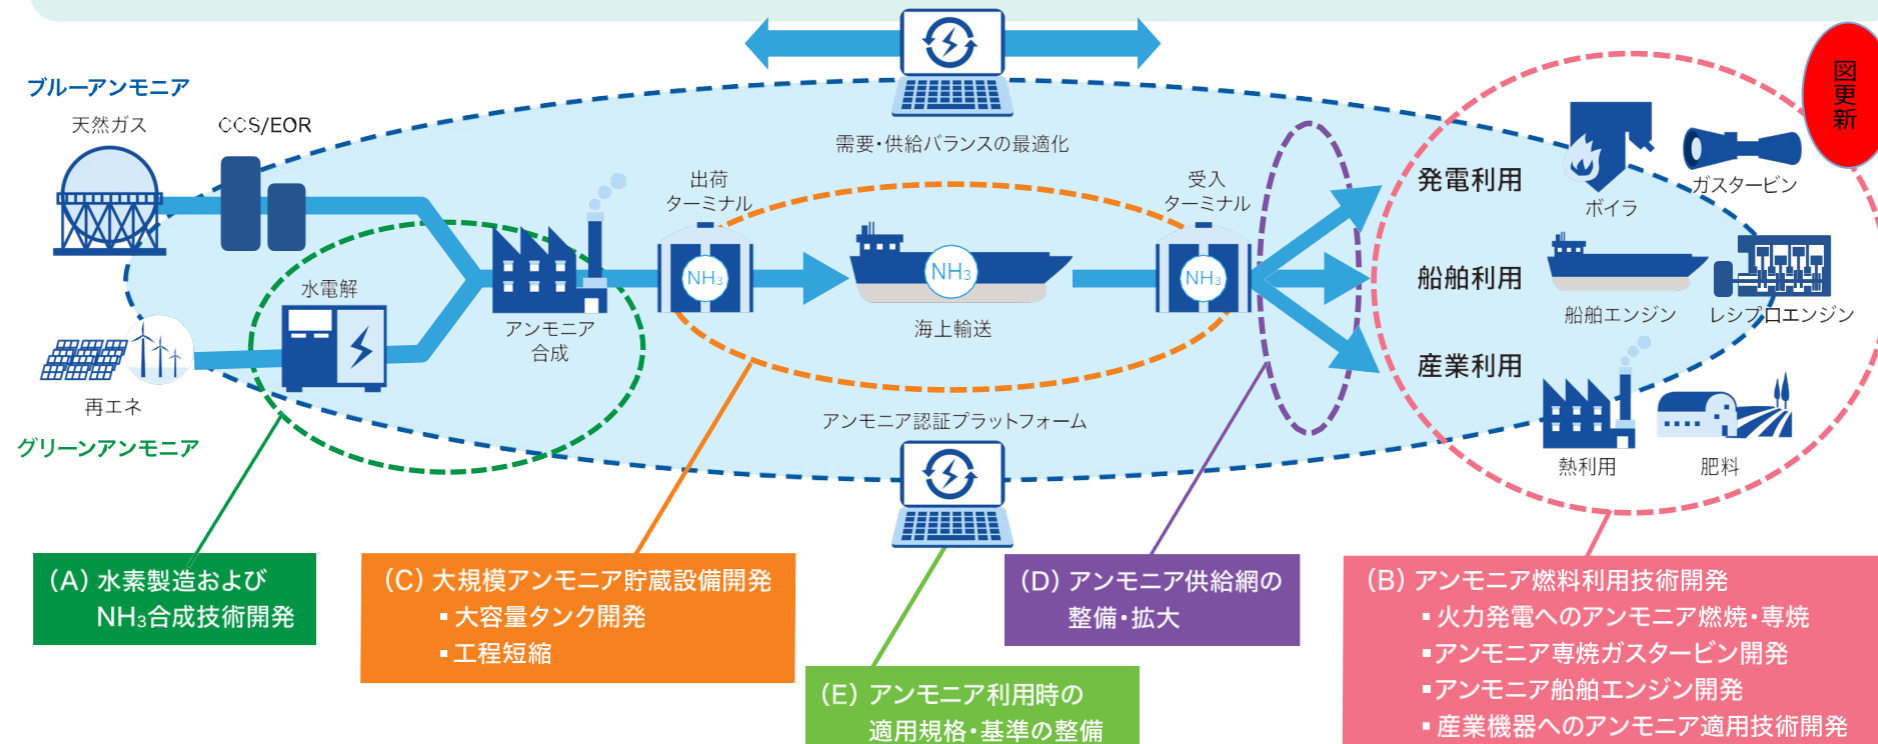 図更新
ブルーアンモニア
天然ガス
CCS/EOR
需要・供給バランスの最適化
出荷
ターミナル
受入
ターミナル
発電利用
ボイラ
ガスタービン
水電解
アンモニア
合成
NH₃
NH₃
海上輸送
NH₃
船舶利用
船舶エンジン
レシプロエンジン
産業利用
再エネ
グリーンアンモニア
アンモニア認証プラットフォーム
熱利用
肥料
(A) 水素製造および
NH₃合成技術開発
(C) 大規模アンモニア貯蔵設備開発
▪大容量タンク開発
▪工程短縮
(D) アンモニア供給網の
整備・拡大
(E) アンモニア利用時の
適用規格・基準の整備
(B) アンモニア燃料利用技術開発
▪火力発電へのアンモニア燃焼・専焼
▪アンモニア専焼ガスタービン開発
▪アンモニア船舶エンジン開発
▪産業機器へのアンモニア適用技術開発